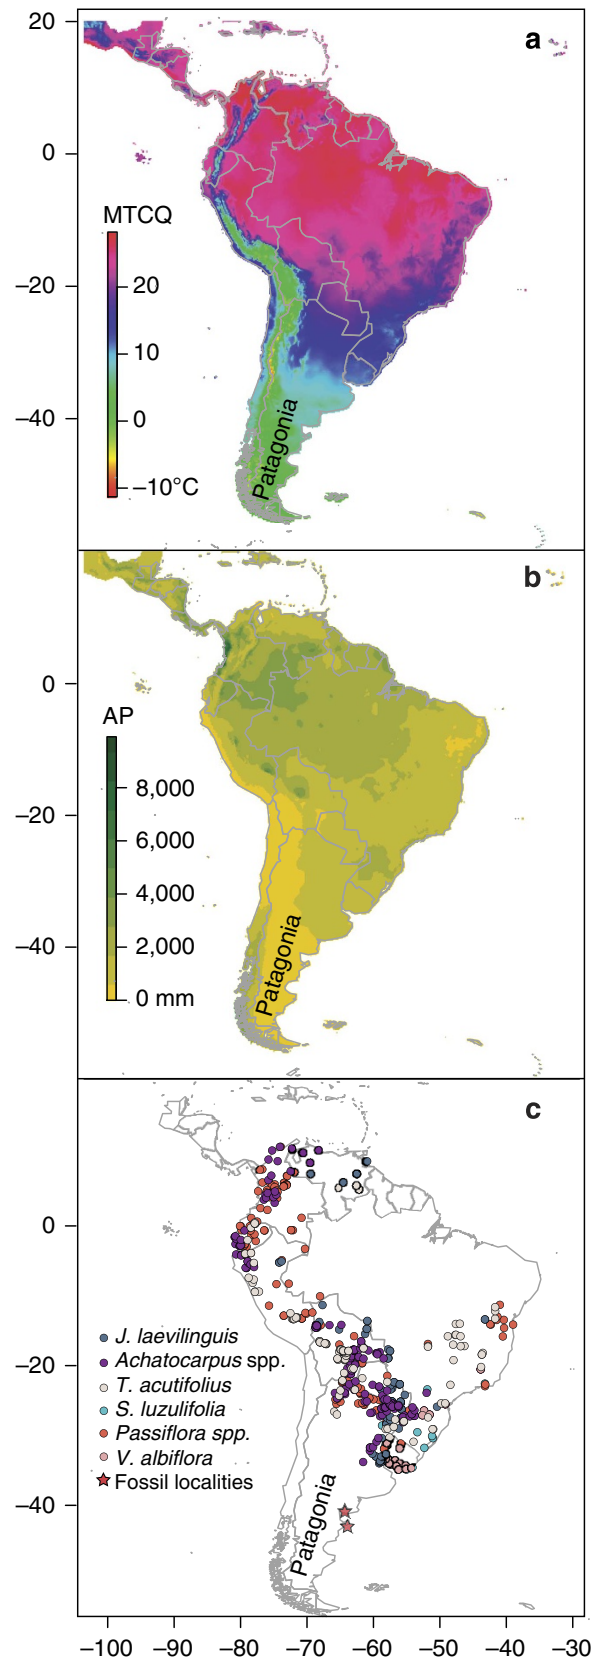 20
a
0
MTCQ
20
−20
10
0
−40
−10°C
Patagonia
b
0
AP
8,000
−20
6,000
4,000
2,000
−40
0 mm
Patagonia
c
0
J. laevilinguis
Achatocarpus spp.
−20
T. acutifolius
S. luzulifolia
Passiflora spp.
V. albiflora
Fossil localities
−40
Patagonia
−100 −90 −80 −70 −60 −50 −40 −30